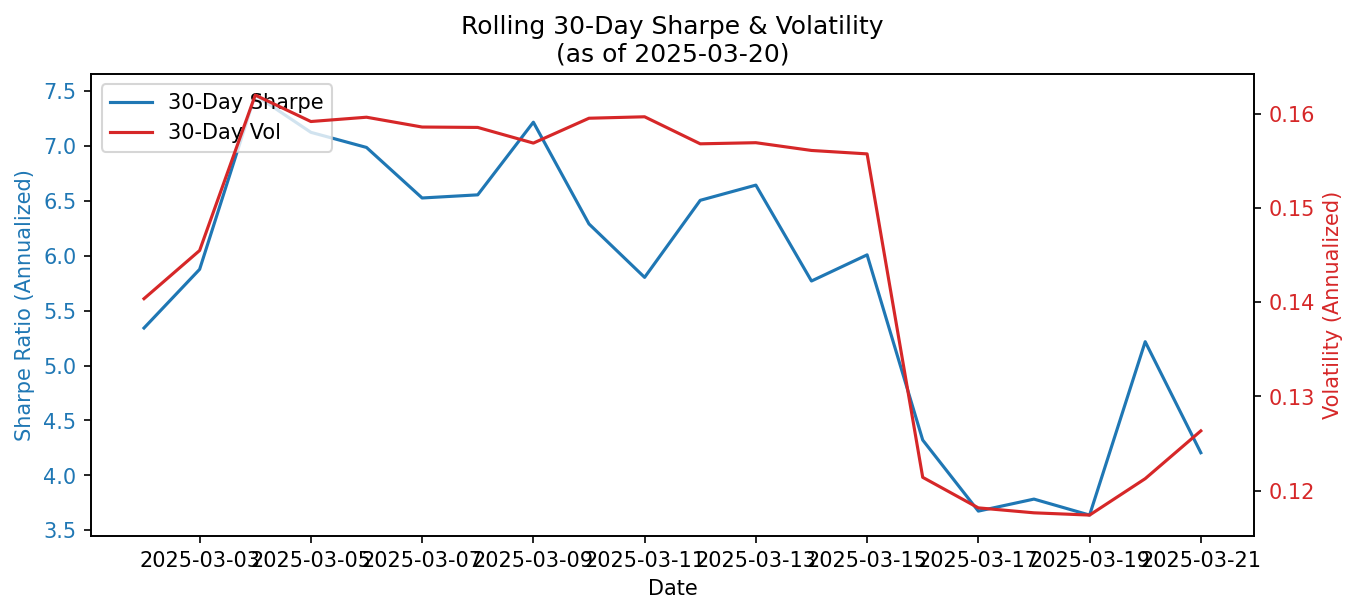 Rolling 30-Day Sharpe & Volatility
(as of 2025-03-20)
30-Day Sharpe
30-Day Vol
Sharpe Ratio (Annualized)
7.5
7.0
6.5
6.0
5.5
5.0
4.5
4.0
3.5
0.16
0.15
0.14
0.13
0.12
Volatility (Annualized)
2025-03-03 2025-03-05 2025-03-07 2025-03-09 2025-03-11 2025-03-13 2025-03-15 2025-03-17 2025-03-19 2025-03-21
Date